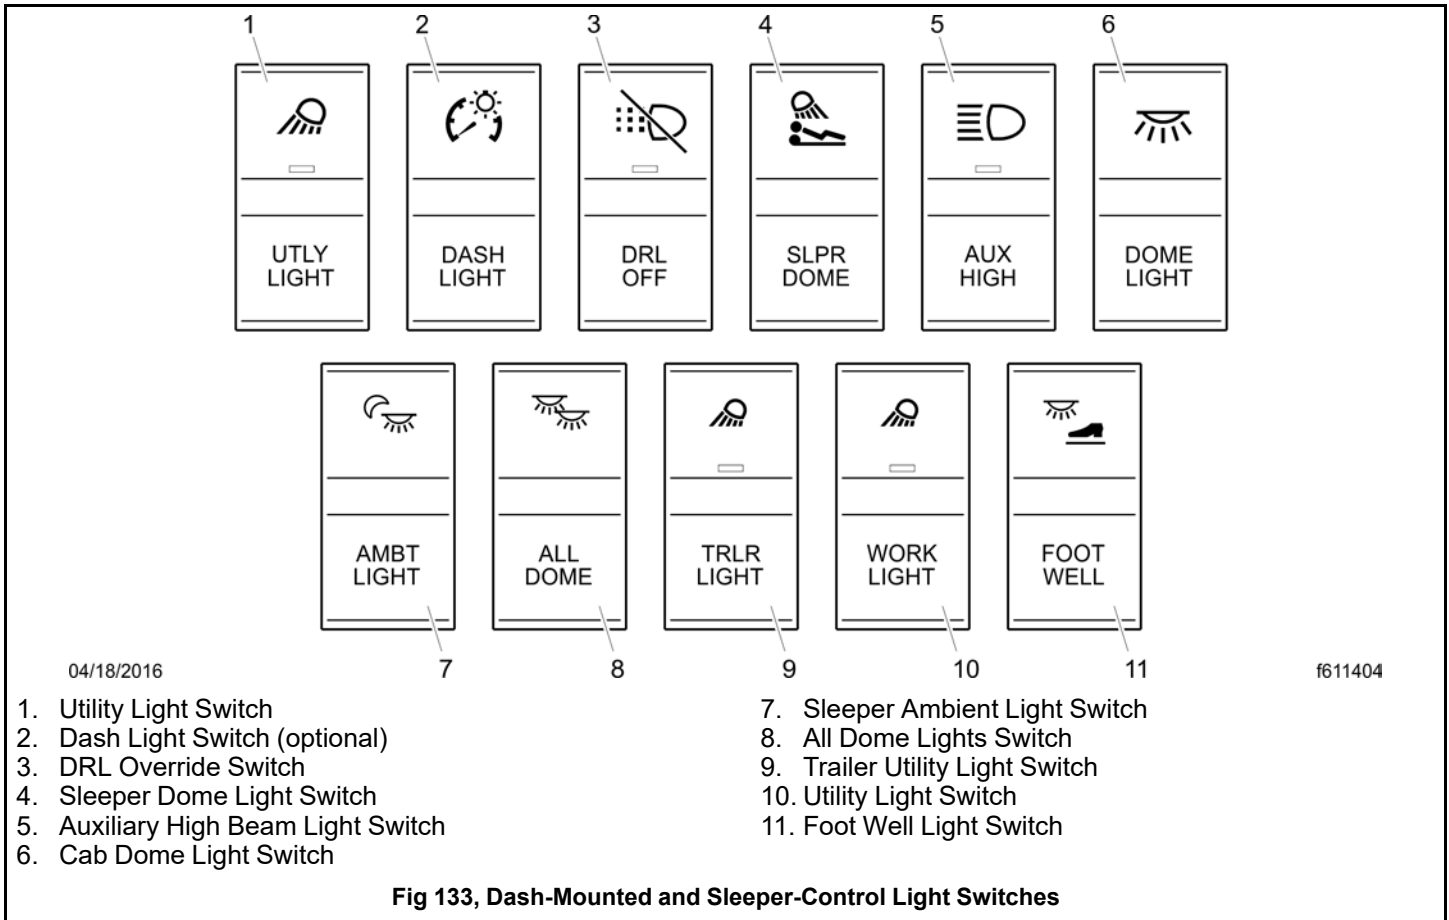 1 2 3 4 5 6
UTLY DASH DRL SLPR AUX DOME
LIGHT LIGHT OFF DOME HIGH LIGHT
AMBT ALL TRLR WORK FOOT
LIGHT DOME LIGHT LIGHT WELL
04/18/2016 7 8 9 10 11 f611404
1. Utility Light Switch
2. Dash Light Switch (optional)
3. DRL Override Switch
4. Sleeper Dome Light Switch
5. Auxiliary High Beam Light Switch
6. Cab Dome Light Switch
7. Sleeper Ambient Light Switch
8. All Dome Lights Switch
9. Trailer Utility Light Switch
10. Utility Light Switch
11. Foot Well Light Switch
Fig 133, Dash-Mounted and Sleeper-Control Light Switches